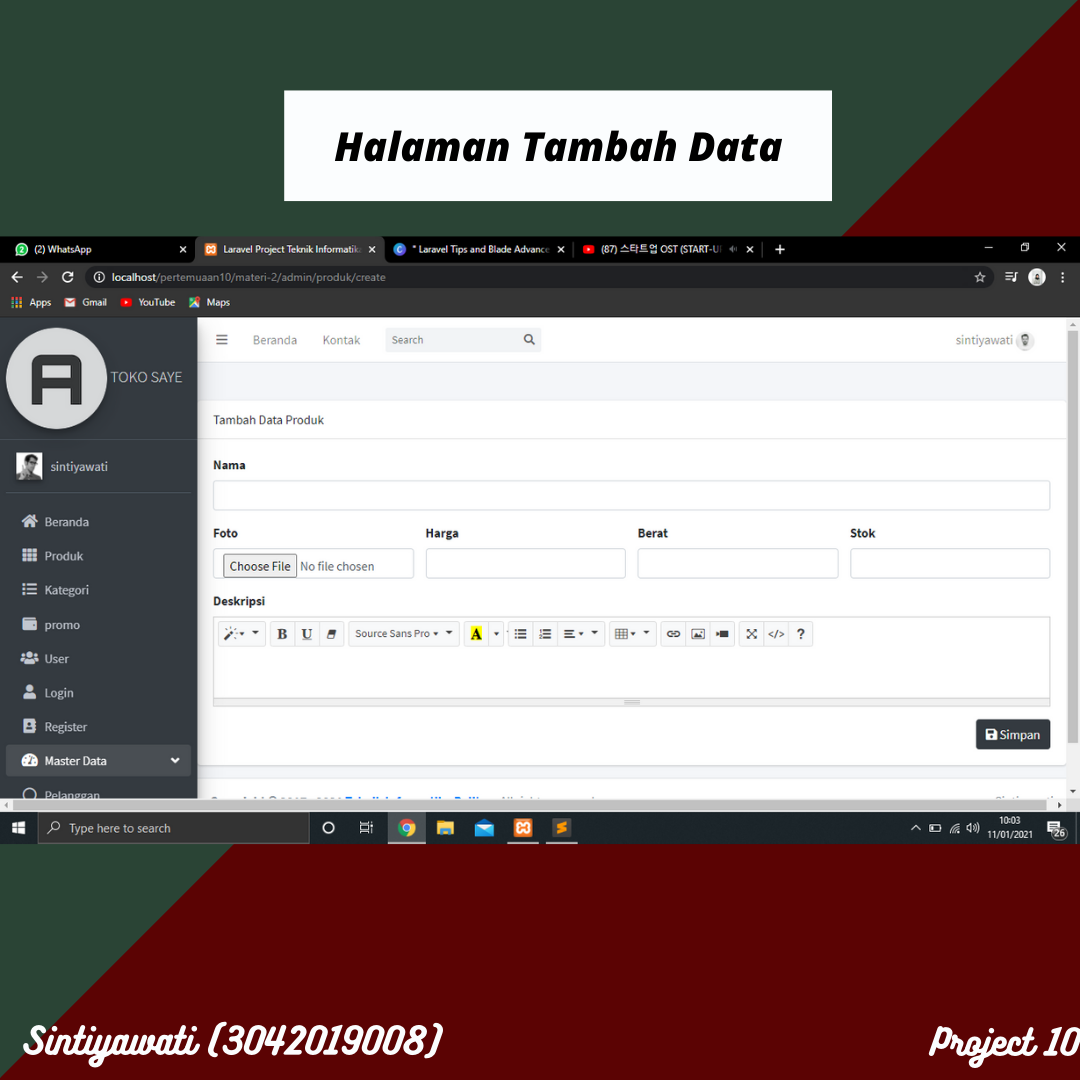 Halaman Tambah Data
(2) WhatsApp
Laravel Project Teknik Informatik
* Laravel Tips and Blade Advance
(87) 스타트업 OST (START-U
localhost/pertemuaan10/materi-2/admin/produk/create
Apps Gmail YouTube Maps
TOKO SAYE
Beranda Kontak Search sintiyawati
Tambah Data Produk
sintiyawati
Nama
Beranda
Produk
Kategori
promo
User
Login
Register
Master Data
Pelanggan
Foto Harga Berat Stok
Choose File No file chosen
Deskripsi
B U Source Sans Pro A </> ?
Simpan
Type here to search
10:03
11/01/2021
26
Sintiyawati (3042019008)
Project 10